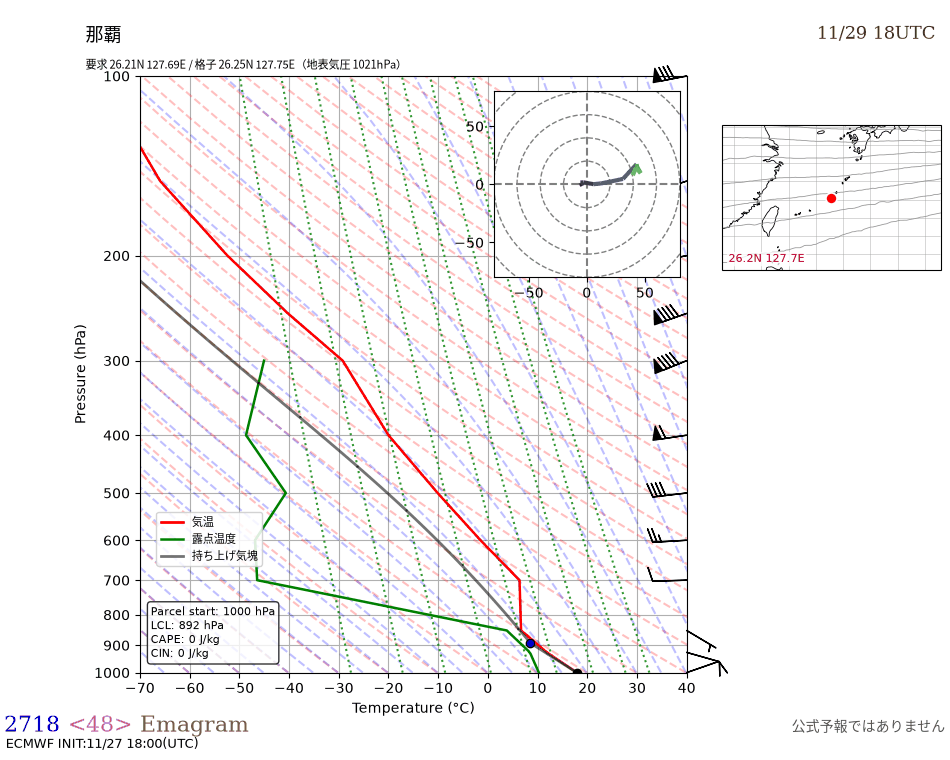 那覇
11/29 18UTC
要求 26.21N 127.69E / 格子 26.25N 127.75E（地表気圧 1021hPa）
100
200
300
400
500
600
700
800
900
1000
Pressure (hPa)
−70 −60 −50 −40 −30 −20 −10 0 10 20 30 40
Temperature (°C)
50
0
−50
−50 0 50
26.2N 127.7E
気温
露点温度
持ち上げ気塊
Parcel start: 1000 hPa
LCL: 892 hPa
CAPE: 0 J/kg
CIN: 0 J/kg
2718 <48> Emagram
公式予報ではありません
ECMWF INIT:11/27 18:00(UTC)